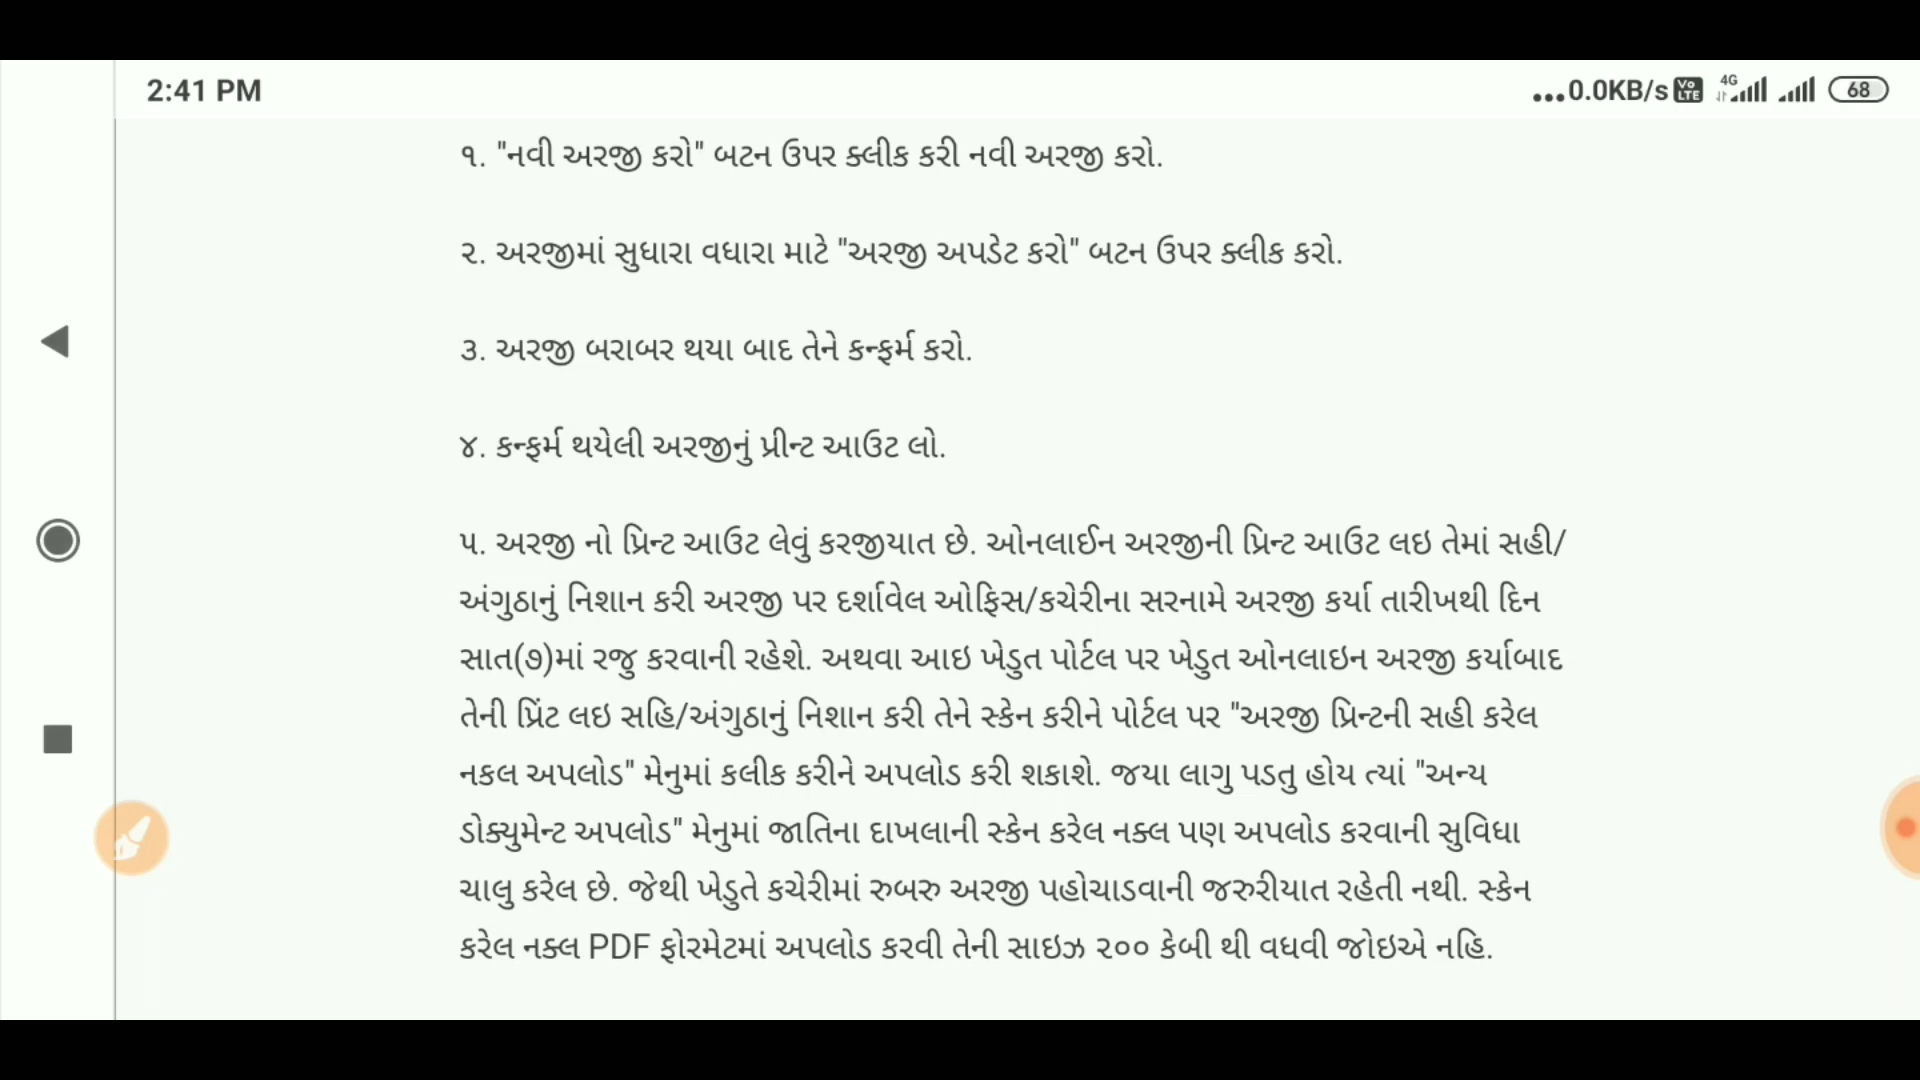 2:41 PM
...0.0KB/s Vo LTE 4G 68
૧. "નવી અરજી કરો" બટન ઉપર ક્લીક કરી નવી અરજી કરો.
૨. અરજીમાં સુધારા વધારા માટે "અરજી અપડેટ કરો" બટન ઉપર ક્લીક કરો.
૩. અરજી બરાબર થયા બાદ તેને કન્ફર્મ કરો.
૪. કન્ફર્મ થયેલી અરજીનું પ્રીન્ટ આઉટ લો.
૫. અરજી નો પ્રિન્ટ આઉટ લેવું કરજીયાત છે. ઓનલાઈન અરજીની પ્રિન્ટ આઉટ લઇ તેમાં સહી/
અંગુઠાનું નિશાન કરી અરજી પર દર્શાવેલ ઓફિસ/કચેરીના સરનામે અરજી કર્યા તારીખથી દિન
સાત(૭)માં રજુ કરવાની રહેશે. અથવા આઇ ખેડુત પોર્ટલ પર ખેડુત ઓનલાઇન અરજી કર્યાબાદ
તેની પ્રિંટ લઇ સહિ/અંગુઠાનું નિશાન કરી તેને સ્કેન કરીને પોર્ટલ પર "અરજી પ્રિન્ટની સહી કરેલ
નકલ અપલોડ" મેનુમાં કલીક કરીને અપલોડ કરી શકાશે. જયા લાગુ પડતુ હોય ત્યાં "અન્ય
ડોક્યુમેન્ટ અપલોડ" મેનુમાં જાતિના દાખલાની સ્કેન કરેલ નક્લ પણ અપલોડ કરવાની સુવિધા
ચાલુ કરેલ છે. જેથી ખેડુતે કચેરીમાં રુબરુ અરજી પહોચાડવાની જરુરીયાત રહેતી નથી. સ્કેન
કરેલ નક્લ PDF ફોરમેટમાં અપલોડ કરવી તેની સાઇઝ ૨૦૦ કેબી થી વધવી જોઇએ નહિ.